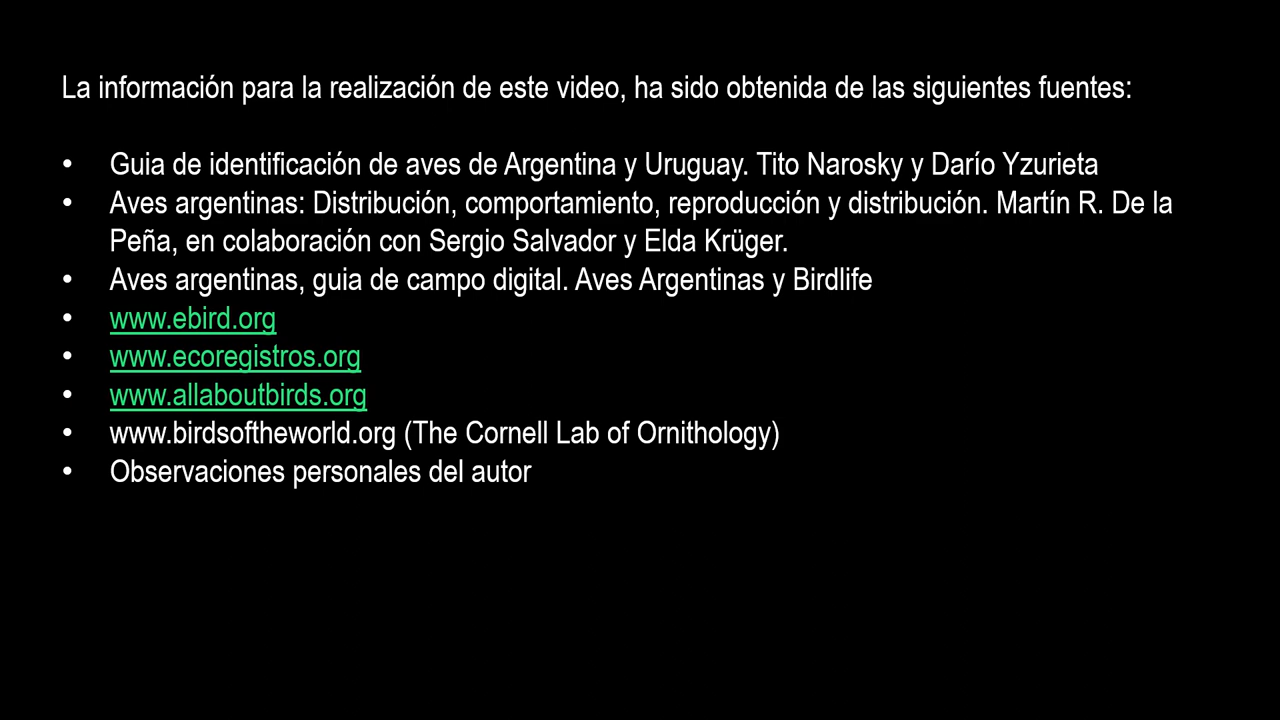 La información para la realización de este video, ha sido obtenida de las siguientes fuentes:
• Guia de identificación de aves de Argentina y Uruguay. Tito Narosky y Darío Yzurieta
• Aves argentinas: Distribución, comportamiento, reproducción y distribución. Martín R. De la
Peña, en colaboración con Sergio Salvador y Elda Krüger.
• Aves argentinas, guia de campo digital. Aves Argentinas y Birdlife
• www.ebird.org
• www.ecoregistros.org
• www.allaboutbirds.org
• www.birdsoftheworld.org (The Cornell Lab of Ornithology)
• Observaciones personales del autor